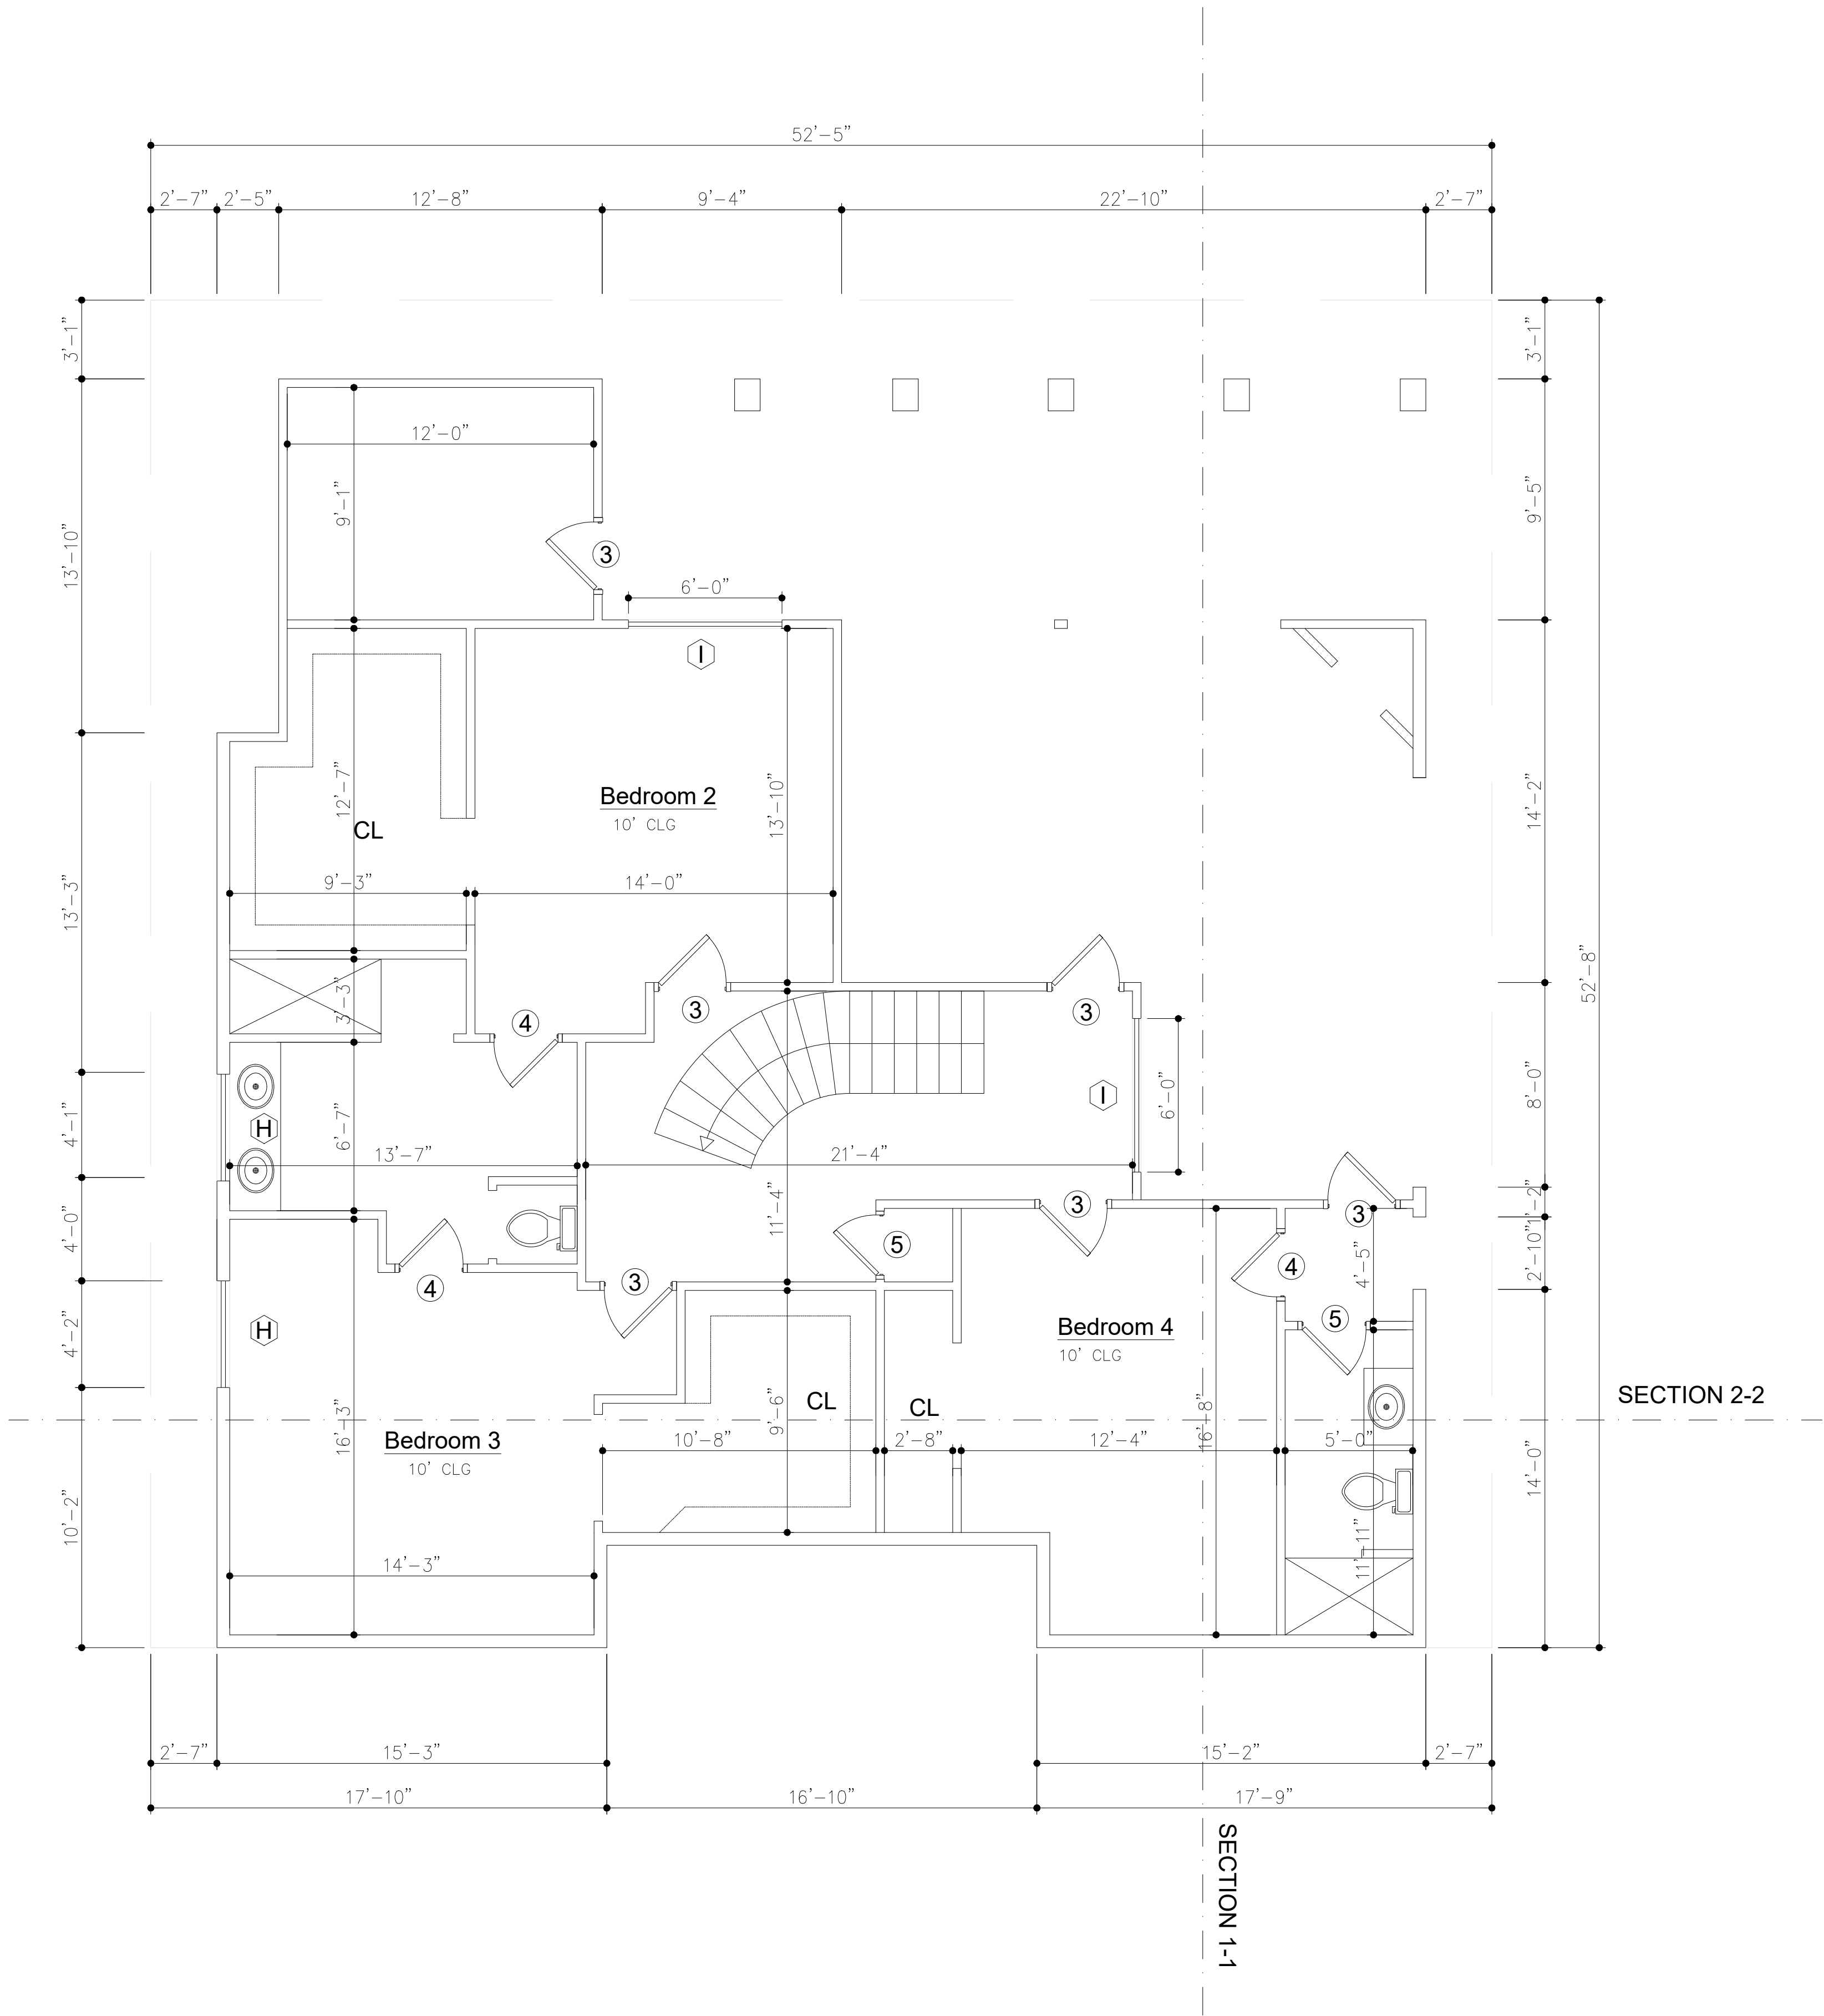 52'-5"
2'-7" 2'-5" 12'-8" 9'-4" 22'-10" 2'-7"
3'-1" 3'-1"
12'-0"
9'-1" 9'-5"
13'-10" 3
6'-0"
I
12'-7" 13'-10" 14'-2"
Bedroom 2
10' CLG
CL
9'-3" 14'-0"
13'-3"
52'-8"
3'-3" 4 3 3
4'-1" H 6'-7" I 6'-0" 8'-0"
13'-7" 21'-4"
3 3 1'-2"
4'-0" 11'-4" 5 4 4'-5" 2'-10"
4 3
H 5
4'-2" Bedroom 4
10' CLG
SECTION 2-2
CL CL
16'-3" 9'-6" 16'-8"
Bedroom 3
10' CLG
10'-8" 2'-8" 12'-4" 5'-0"
10'-2" 14'-0"
11'-11"
14'-3"
2'-7" 15'-3" 15'-2" 2'-7"
17'-10" 16'-10" 17'-9"
SECTION 1-1